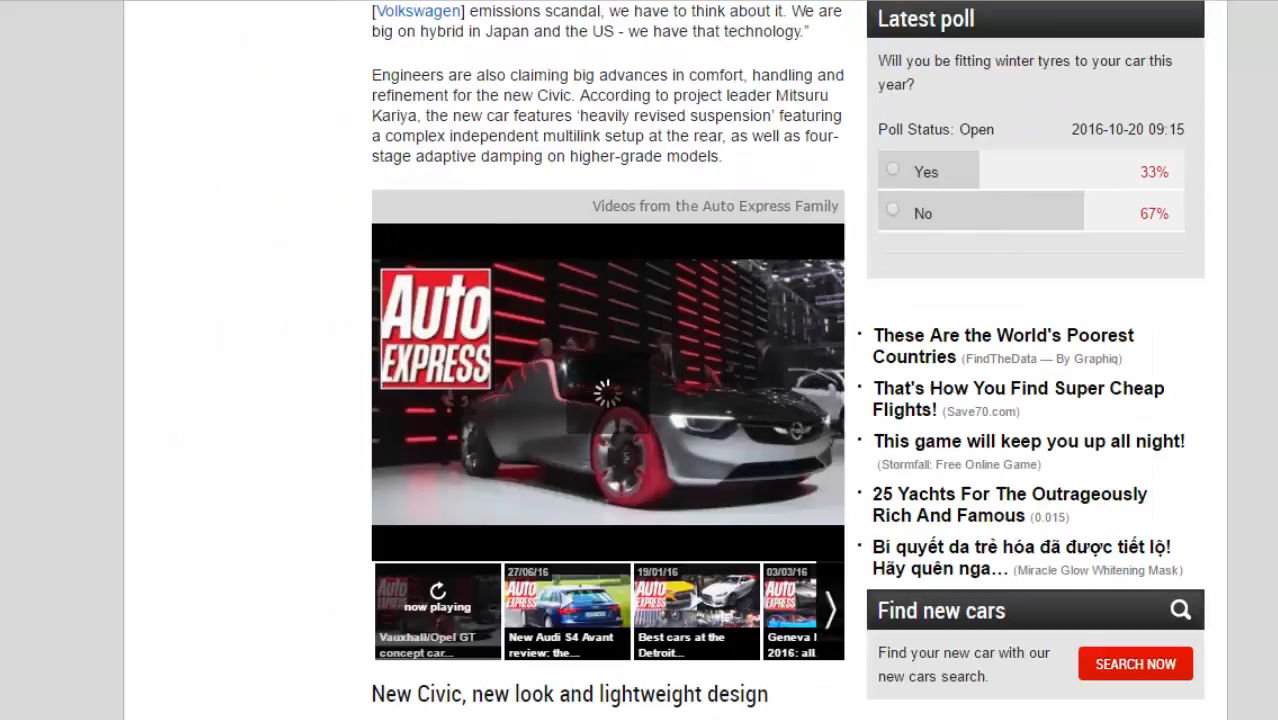 [Volkswagen] emissions scandal, we have to think about it. We are
big on hybrid in Japan and the US - we have that technology.”
Engineers are also claiming big advances in comfort, handling and
refinement for the new Civic. According to project leader Mitsuru
Kariya, the new car features ‘heavily revised suspension’ featuring
a complex independent multilink setup at the rear, as well as four-
stage adaptive damping on higher-grade models.
Videos from the Auto Express Family
Auto
EXPRESS
now playing
Vauxhall/Opel GT
concept car...
27/06/16
Auto
EXPRESS
New Audi S4 Avant
review: the...
19/01/16
Auto
EXPRESS
Best cars at the
Detroit...
03/03/16
Auto
EXPRESS
Geneva
2016: all
New Civic, new look and lightweight design
Latest poll
Will you be fitting winter tyres to your car this
year?
Poll Status: Open 2016-10-20 09:15
Yes 33%
No 67%
These Are the World's Poorest
Countries (FindTheData — By Graphiq)
That's How You Find Super Cheap
Flights! (Save70.com)
This game will keep you up all night!
(Stormfall: Free Online Game)
25 Yachts For The Outrageously
Rich And Famous (0.015)
Bí quyết da trẻ hóa đã được tiết lộ!
Hãy quên nga… (Miracle Glow Whitening Mask)
Find new cars
Find your new car with our
new cars search.
SEARCH NOW